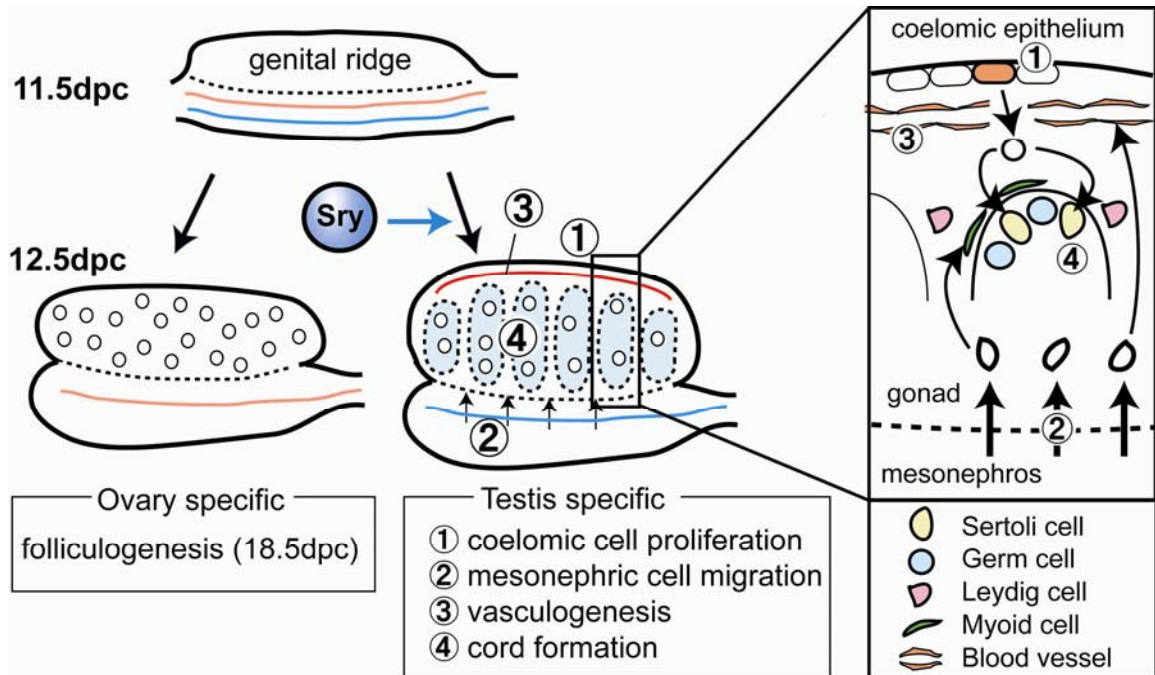 genital ridge
11.5dpc
Sry
③
①
12.5dpc
④
②
Ovary specific
folliculogenesis (18.5dpc)
Testis specific
① coelomic cell proliferation
② mesonephric cell migration
③ vasculogenesis
④ cord formation
coelomic epithelium
①
③
④
gonad
②
mesonephros
Sertoli cell
Germ cell
Leydig cell
Myoid cell
Blood vessel